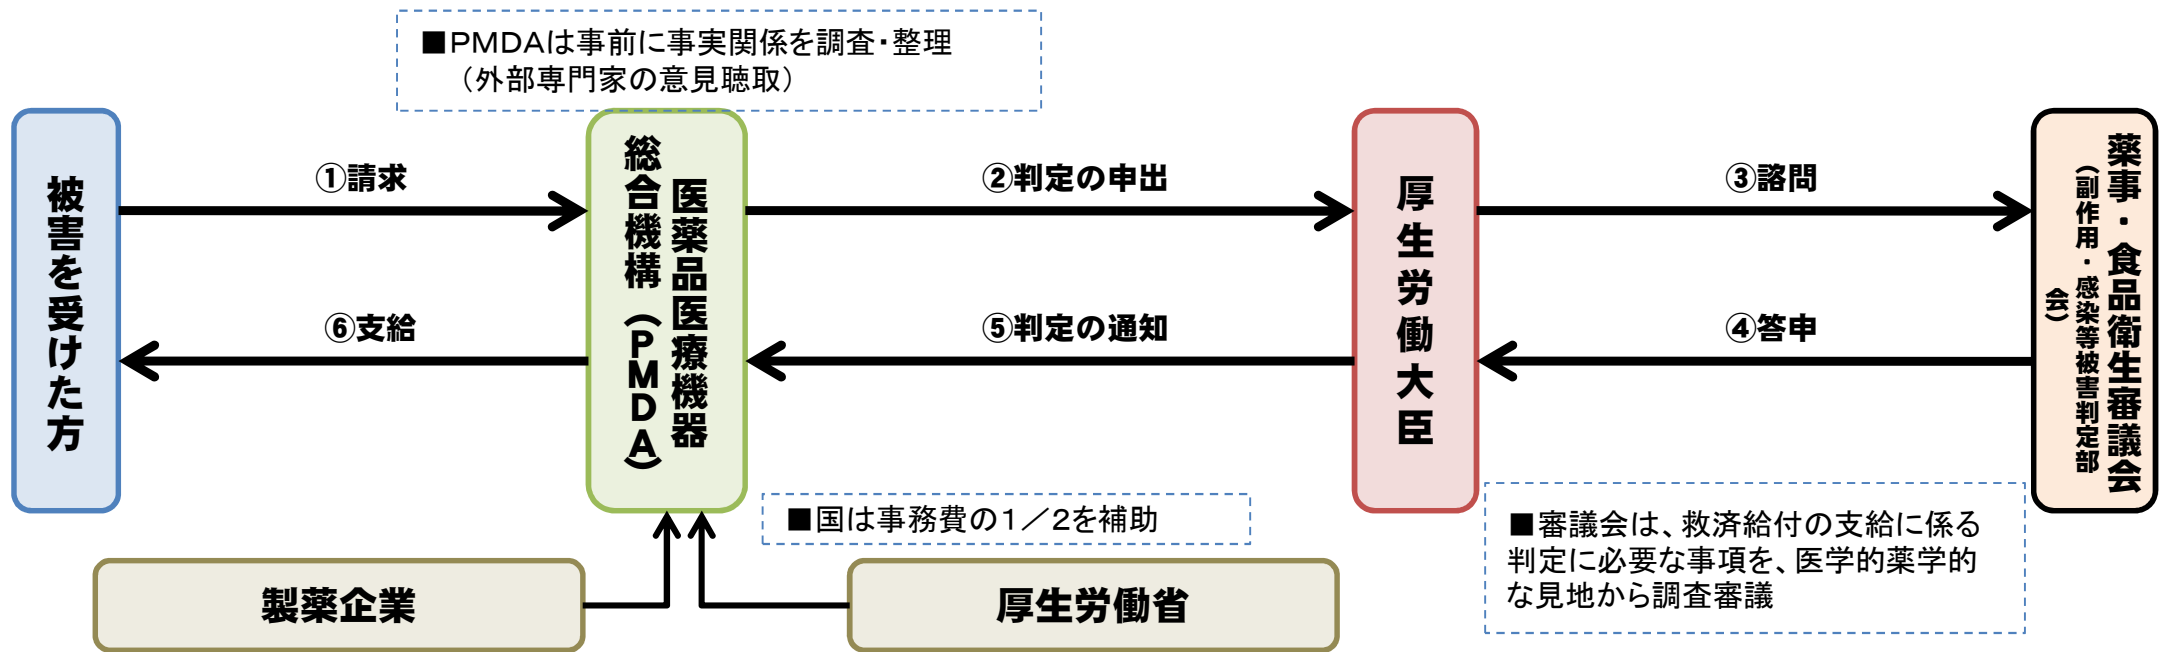 ■PMDAは事前に事実関係を調査・整理
（外部専門家の意見聴取）
被害を受けた方
①請求
⑥支給
医薬品医療機器
総合機構（PMDA）
②判定の申出
⑤判定の通知
厚生労働大臣
③諮問
④答申
薬事・食品衛生審議会
（副作用・感染等被害判定部
会）
■国は事務費の１／２を補助
■審議会は、救済給付の支給に係る
判定に必要な事項を、医学的薬学的
な見地から調査審議
製薬企業
厚生労働省